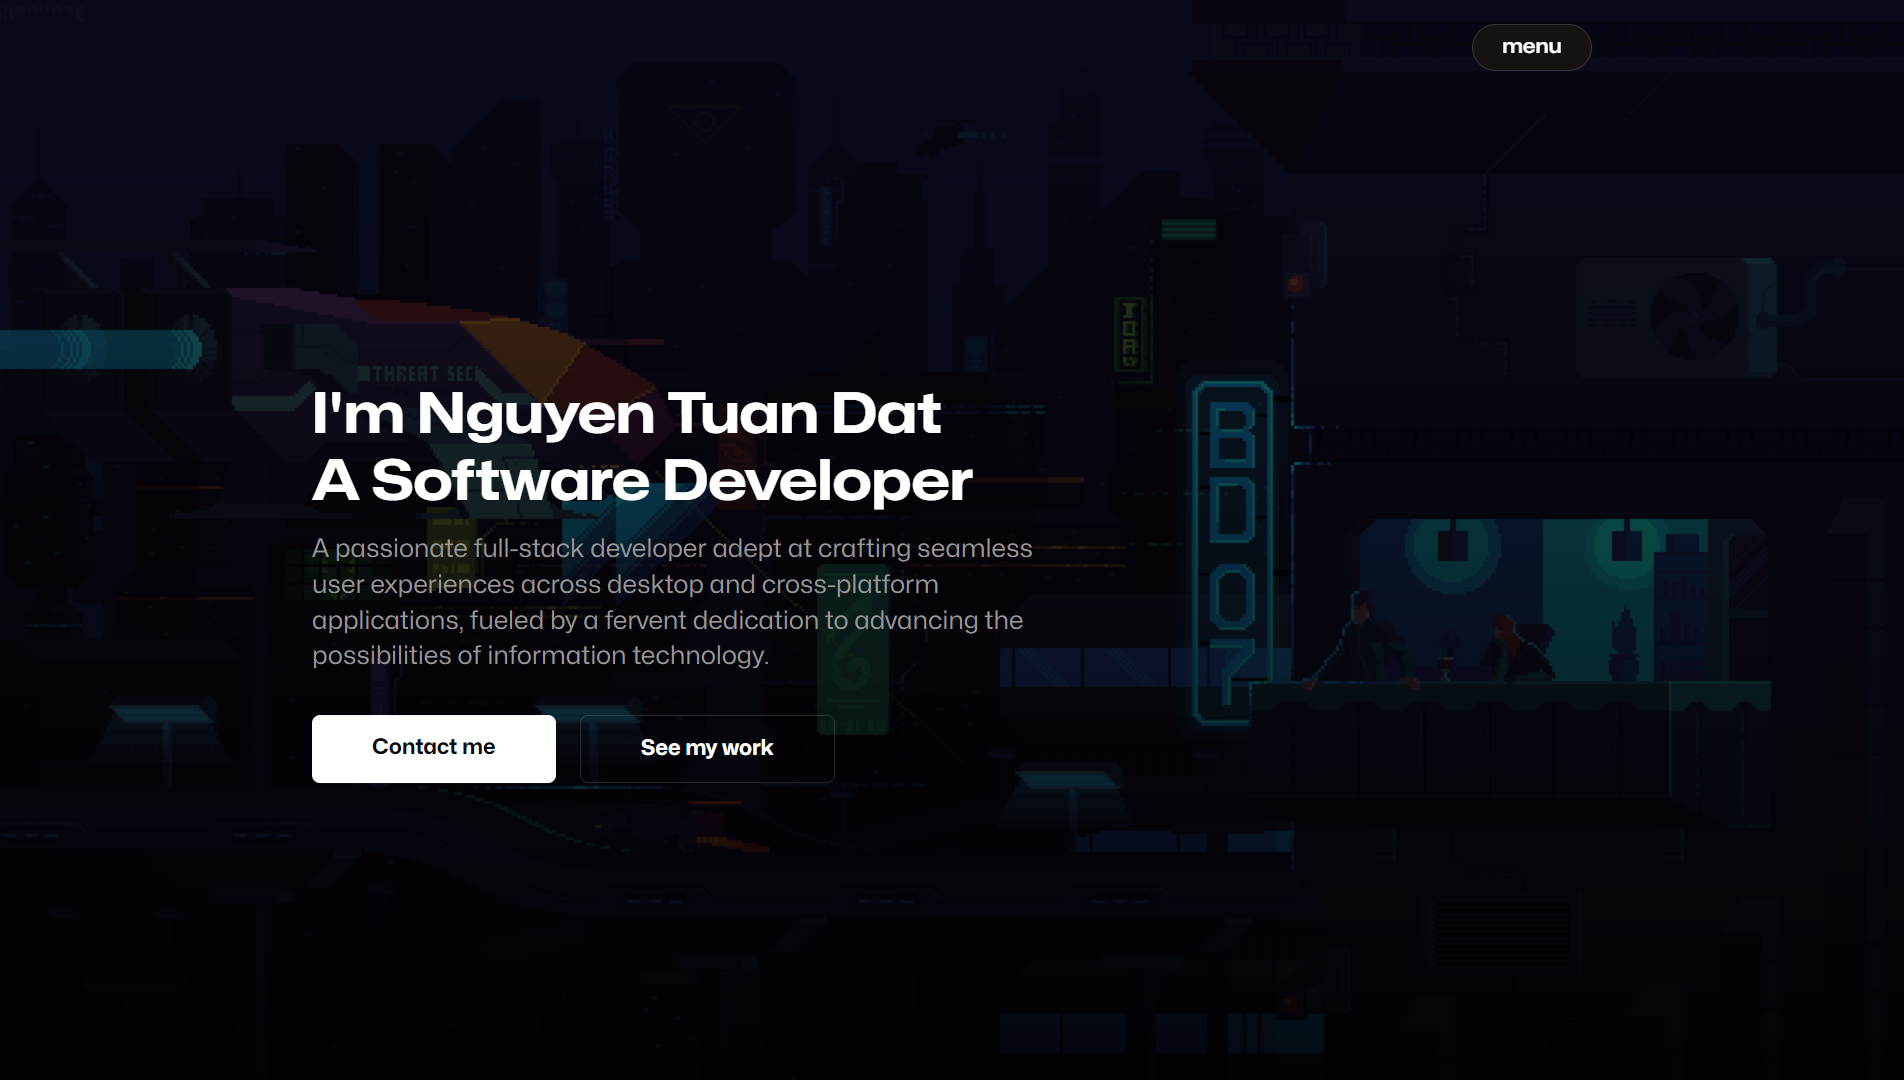 menu
THREAT SEC
I'm Nguyen Tuan Dat
A Software Developer
A passionate full-stack developer adept at crafting seamless
user experiences across desktop and cross-platform
applications, fueled by a fervent dedication to advancing the
possibilities of information technology.
Contact me
See my work